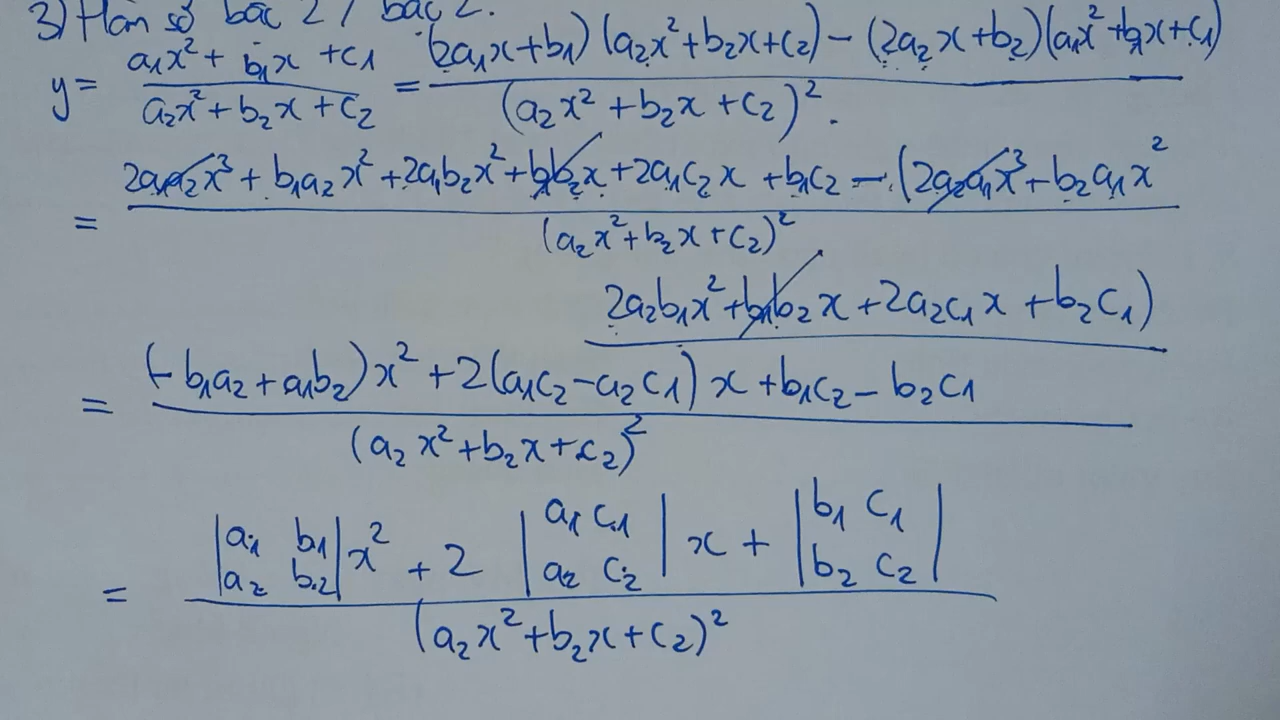 3) Hàm số bậc 2 / bậc 2.
y = (a₁x² + b₁x + c₁)/(a₂x² + b₂x + c₂) = ((2a₁x+b₁)(a₂x²+b₂x+c₂) − (2a₂x+b₂)(a₁x²+b₁x+c₁))/(a₂x² + b₂x + c₂)².
= (2a₁a₂x³ + b₁a₂x² + 2a₁b₂x² + b₁b₂x + 2a₁c₂x + b₁c₂ − (2a₂a₁x³ + b₂a₁x²)/(a₂x²+b₂x+c₂)²
2a₂b₁x² + b₁b₂x + 2a₂c₁x + b₂c₁)
= ((−b₁a₂ + a₁b₂)x² + 2(a₁c₂ − a₂c₁)x + b₁c₂ − b₂c₁)/(a₂x² + b₂x + c₂)²
= (|a₁ b₁; a₂ b₂|x² + 2|a₁ c₁; a₂ c₂|x + |b₁ c₁; b₂ c₂|)/(a₂x² + b₂x + c₂)²